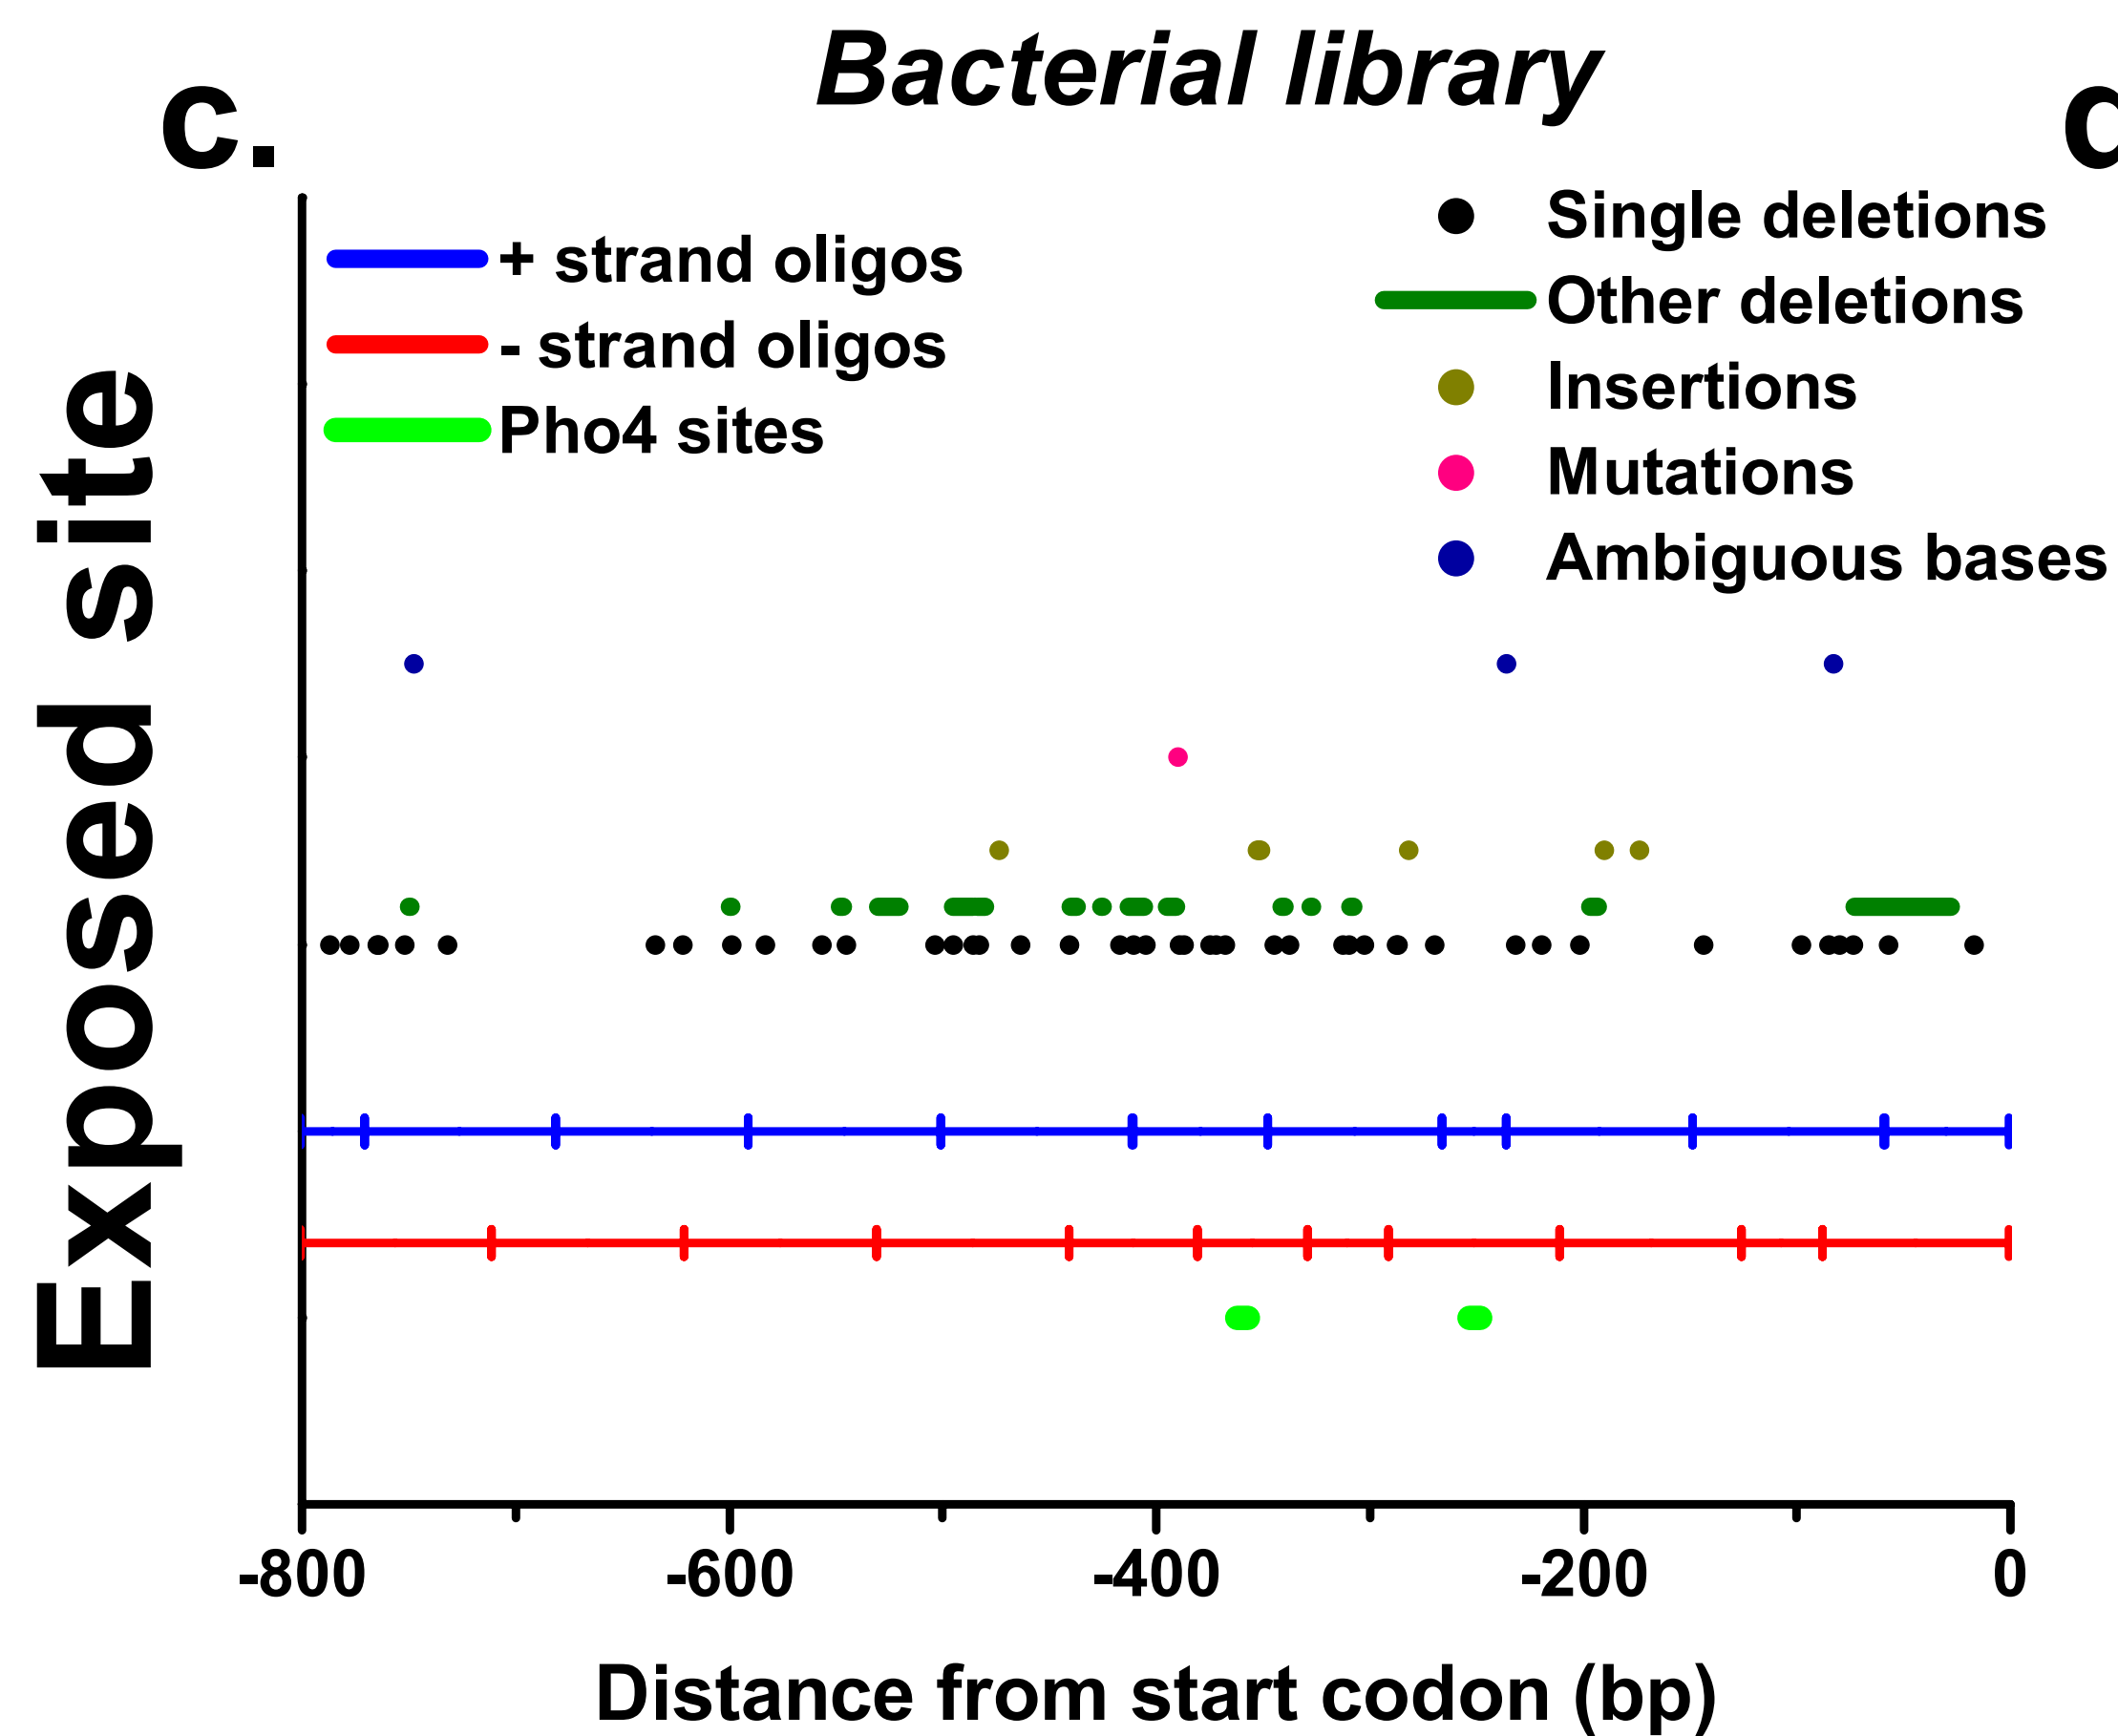 Bacterial library
c.
+ strand oligos
- strand oligos
Pho4 sites
Single deletions
Other deletions
Insertions
Mutations
Ambiguous bases
Exposed site
-800 -600 -400 -200 0
Distance from start codon (bp)